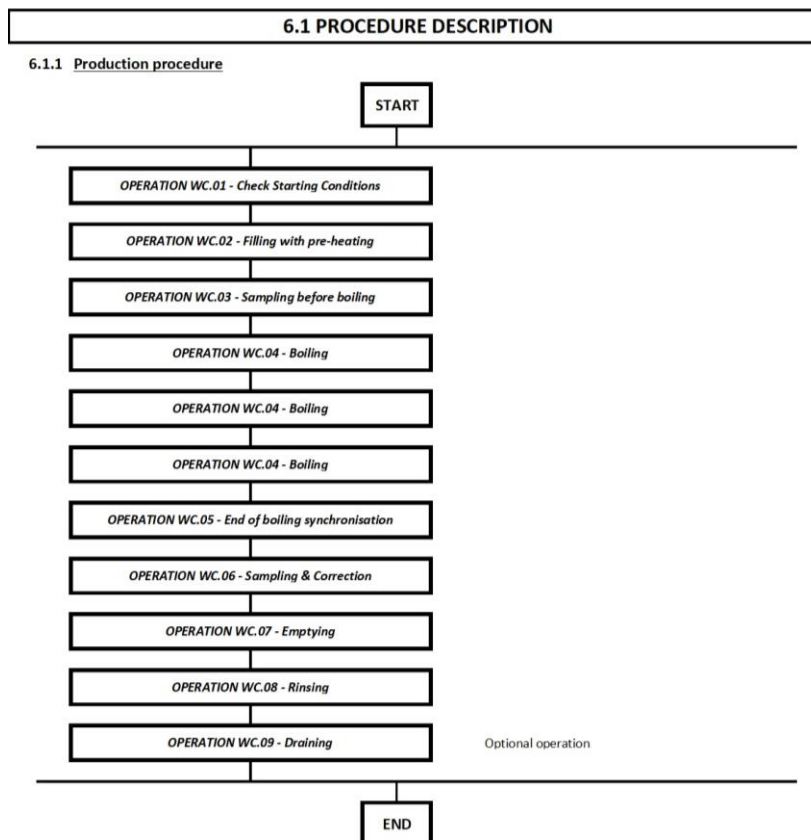 6.1 PROCEDURE DESCRIPTION
6.1.1 Production procedure
START
OPERATION WC.01 - Check Starting Conditions
OPERATION WC.02 - Filling with pre-heating
OPERATION WC.03 - Sampling before boiling
OPERATION WC.04 - Boiling
OPERATION WC.04 - Boiling
OPERATION WC.04 - Boiling
OPERATION WC.05 - End of boiling synchronisation
OPERATION WC.06 - Sampling & Correction
OPERATION WC.07 - Emptying
OPERATION WC.08 - Rinsing
OPERATION WC.09 - Draining Optional operation
END